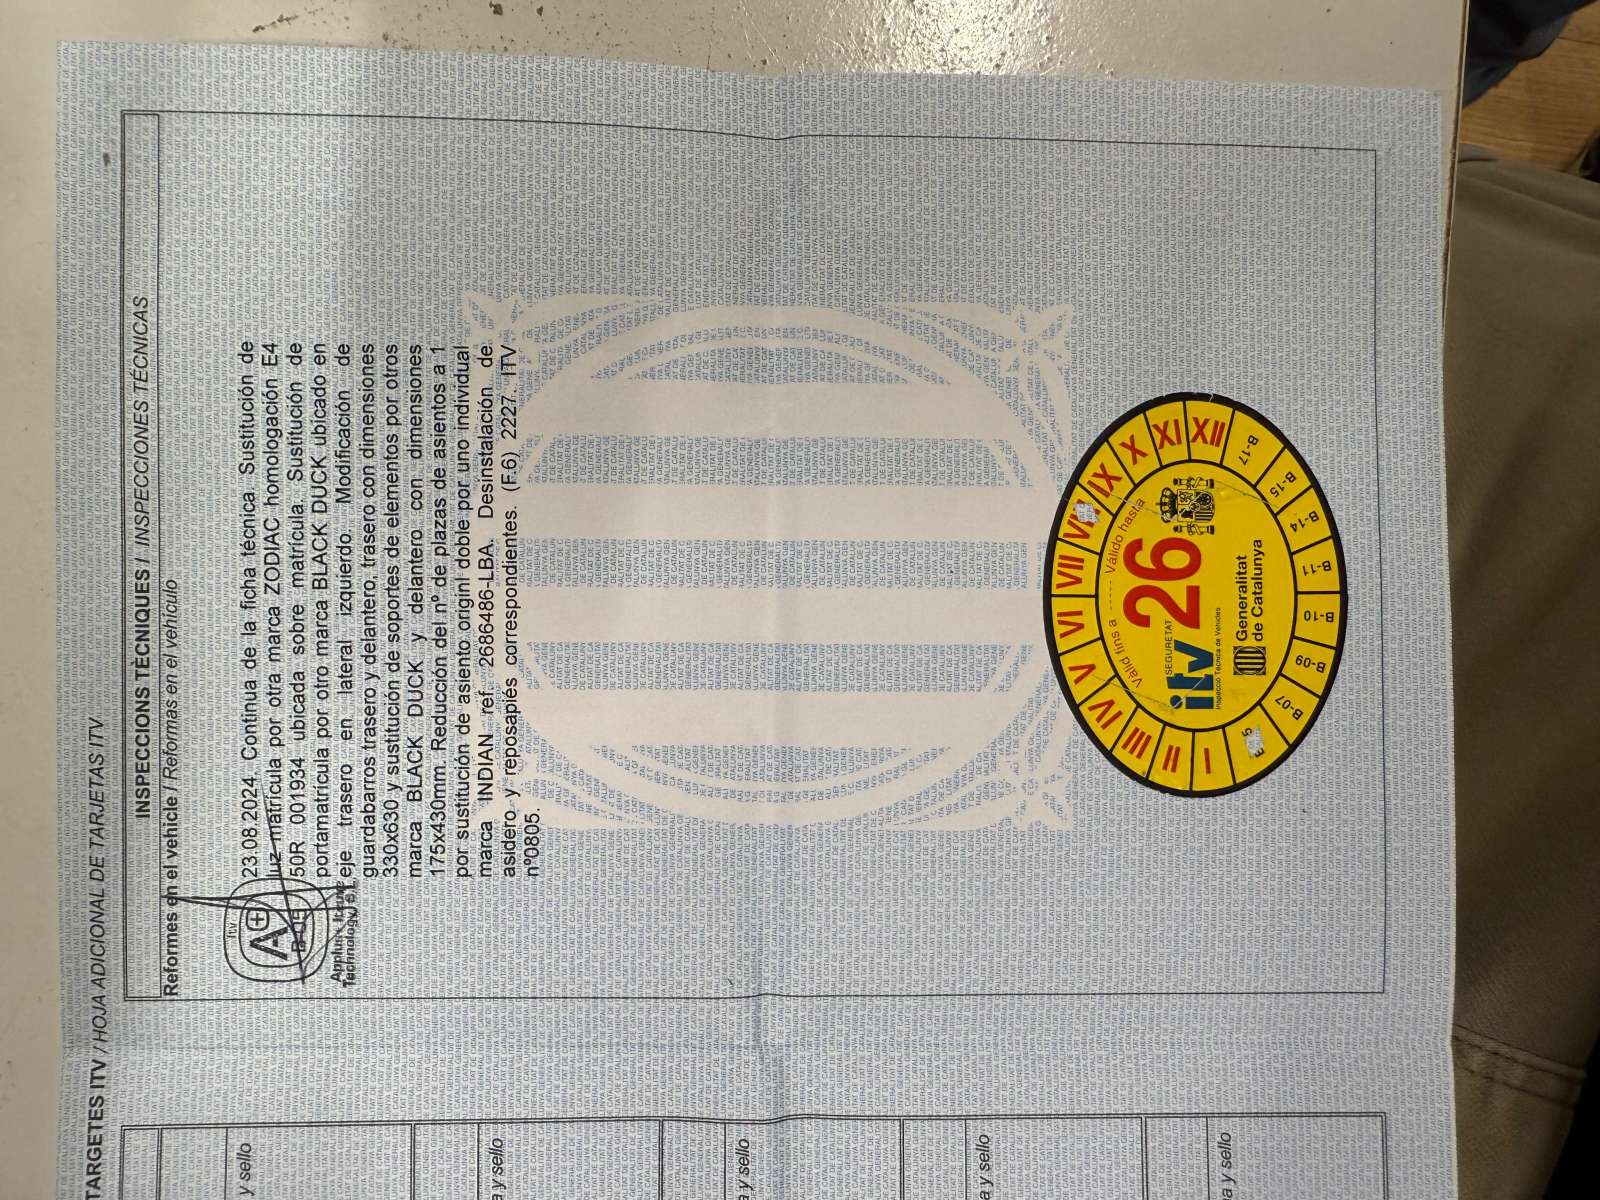 TARGETES ITV / HOJA ADICIONAL DE TARJETAS ITV
INSPECCIONS TÈCNIQUES / INSPECCIONES TÉCNICAS
Reformes en el vehicle / Reformas en el vehículo
23.08.2024. Continua de la ficha técnica. Sustitución de
luz matrícula por otra marca ZODIAC homologación E4
50R 001934 ubicada sobre matrícula. Sustitución de
portamatrícula por otro marca BLACK DUCK ubicado en
eje trasero en lateral izquierdo. Modificación de
guardabarros trasero y delantero, trasero con dimensiones
330x630 y sustitución de soportes de elementos por otros
marca BLACK DUCK y delantero con dimensiones
175x430mm. Reducción del nº de plazas de asientos a 1
por sustitución de asiento originl doble por uno individual
marca INDIAN ref. 2686486-LBA. Desinstalación de
asidero y reposapiés correspondientes. (F.6) 2227. ITV
nº0805.
itv
A+
B-05
Applus Iteuve
Technology, S.L.
y sello
a y sello
a y sello
a y sello
a y sello
I II III IV V VI VII IX X XI XII
B-17 B-15 B-14 B-11 B-10 B-09 B-07
Vàlid fins a ----- Válido hasta
26
SEGURETAT
itv
Inspecció Tècnica de Vehicles
Generalitat
de Catalunya